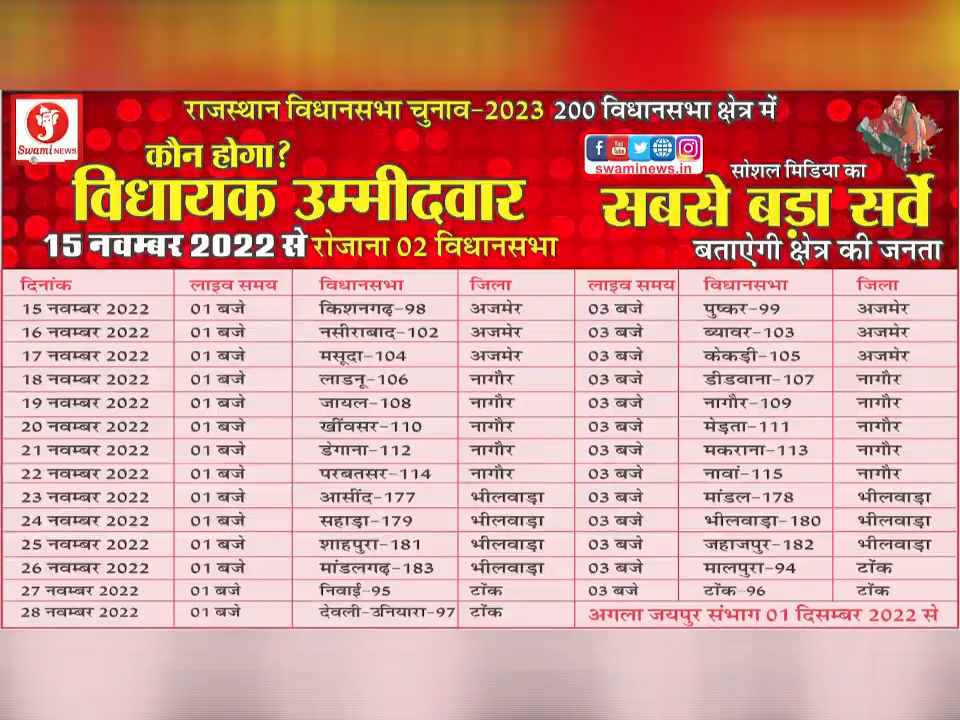 राजस्थान विधानसभा चुनाव-2023 200 विधानसभा क्षेत्र में
Swami NEWS
कौन होगा?
विधायक उम्मीदवार
15 नवम्बर 2022 से रोजाना 02 विधानसभा
swaminews.in
सोशल मिडिया का
सबसे बड़ा सर्वे
बताऐगी क्षेत्र की जनता
दिनांक लाइव समय विधानसभा जिला लाइव समय विधानसभा जिला
15 नवम्बर 2022 01 बजे किशनगढ़-98 अजमेर 03 बजे पुष्कर-99 अजमेर
16 नवम्बर 2022 01 बजे नसीराबाद-102 अजमेर 03 बजे ब्यावर-103 अजमेर
17 नवम्बर 2022 01 बजे मसूदा-104 अजमेर 03 बजे केकड़ी-105 अजमेर
18 नवम्बर 2022 01 बजे लाडनू-106 नागौर 03 बजे डीडवाना-107 नागौर
19 नवम्बर 2022 01 बजे जायल-108 नागौर 03 बजे नागौर-109 नागौर
20 नवम्बर 2022 01 बजे खींवसर-110 नागौर 03 बजे मेड़ता-111 नागौर
21 नवम्बर 2022 01 बजे डेगाना-112 नागौर 03 बजे मकराना-113 नागौर
22 नवम्बर 2022 01 बजे परबतसर-114 नागौर 03 बजे नावां-115 नागौर
23 नवम्बर 2022 01 बजे आसींद-177 भीलवाड़ा 03 बजे मांडल-178 भीलवाड़ा
24 नवम्बर 2022 01 बजे सहाड़ा-179 भीलवाड़ा 03 बजे भीलवाड़ा-180 भीलवाड़ा
25 नवम्बर 2022 01 बजे शाहपुरा-181 भीलवाड़ा 03 बजे जहाजपुर-182 भीलवाड़ा
26 नवम्बर 2022 01 बजे मांडलगढ़-183 भीलवाड़ा 03 बजे मालपुरा-94 टोंक
27 नवम्बर 2022 01 बजे निवाई-95 टोंक 03 बजे टोंक-96 टोंक
28 नवम्बर 2022 01 बजे देवली-उनियारा-97 टोंक अगला जयपुर संभाग 01 दिसम्बर 2022 से